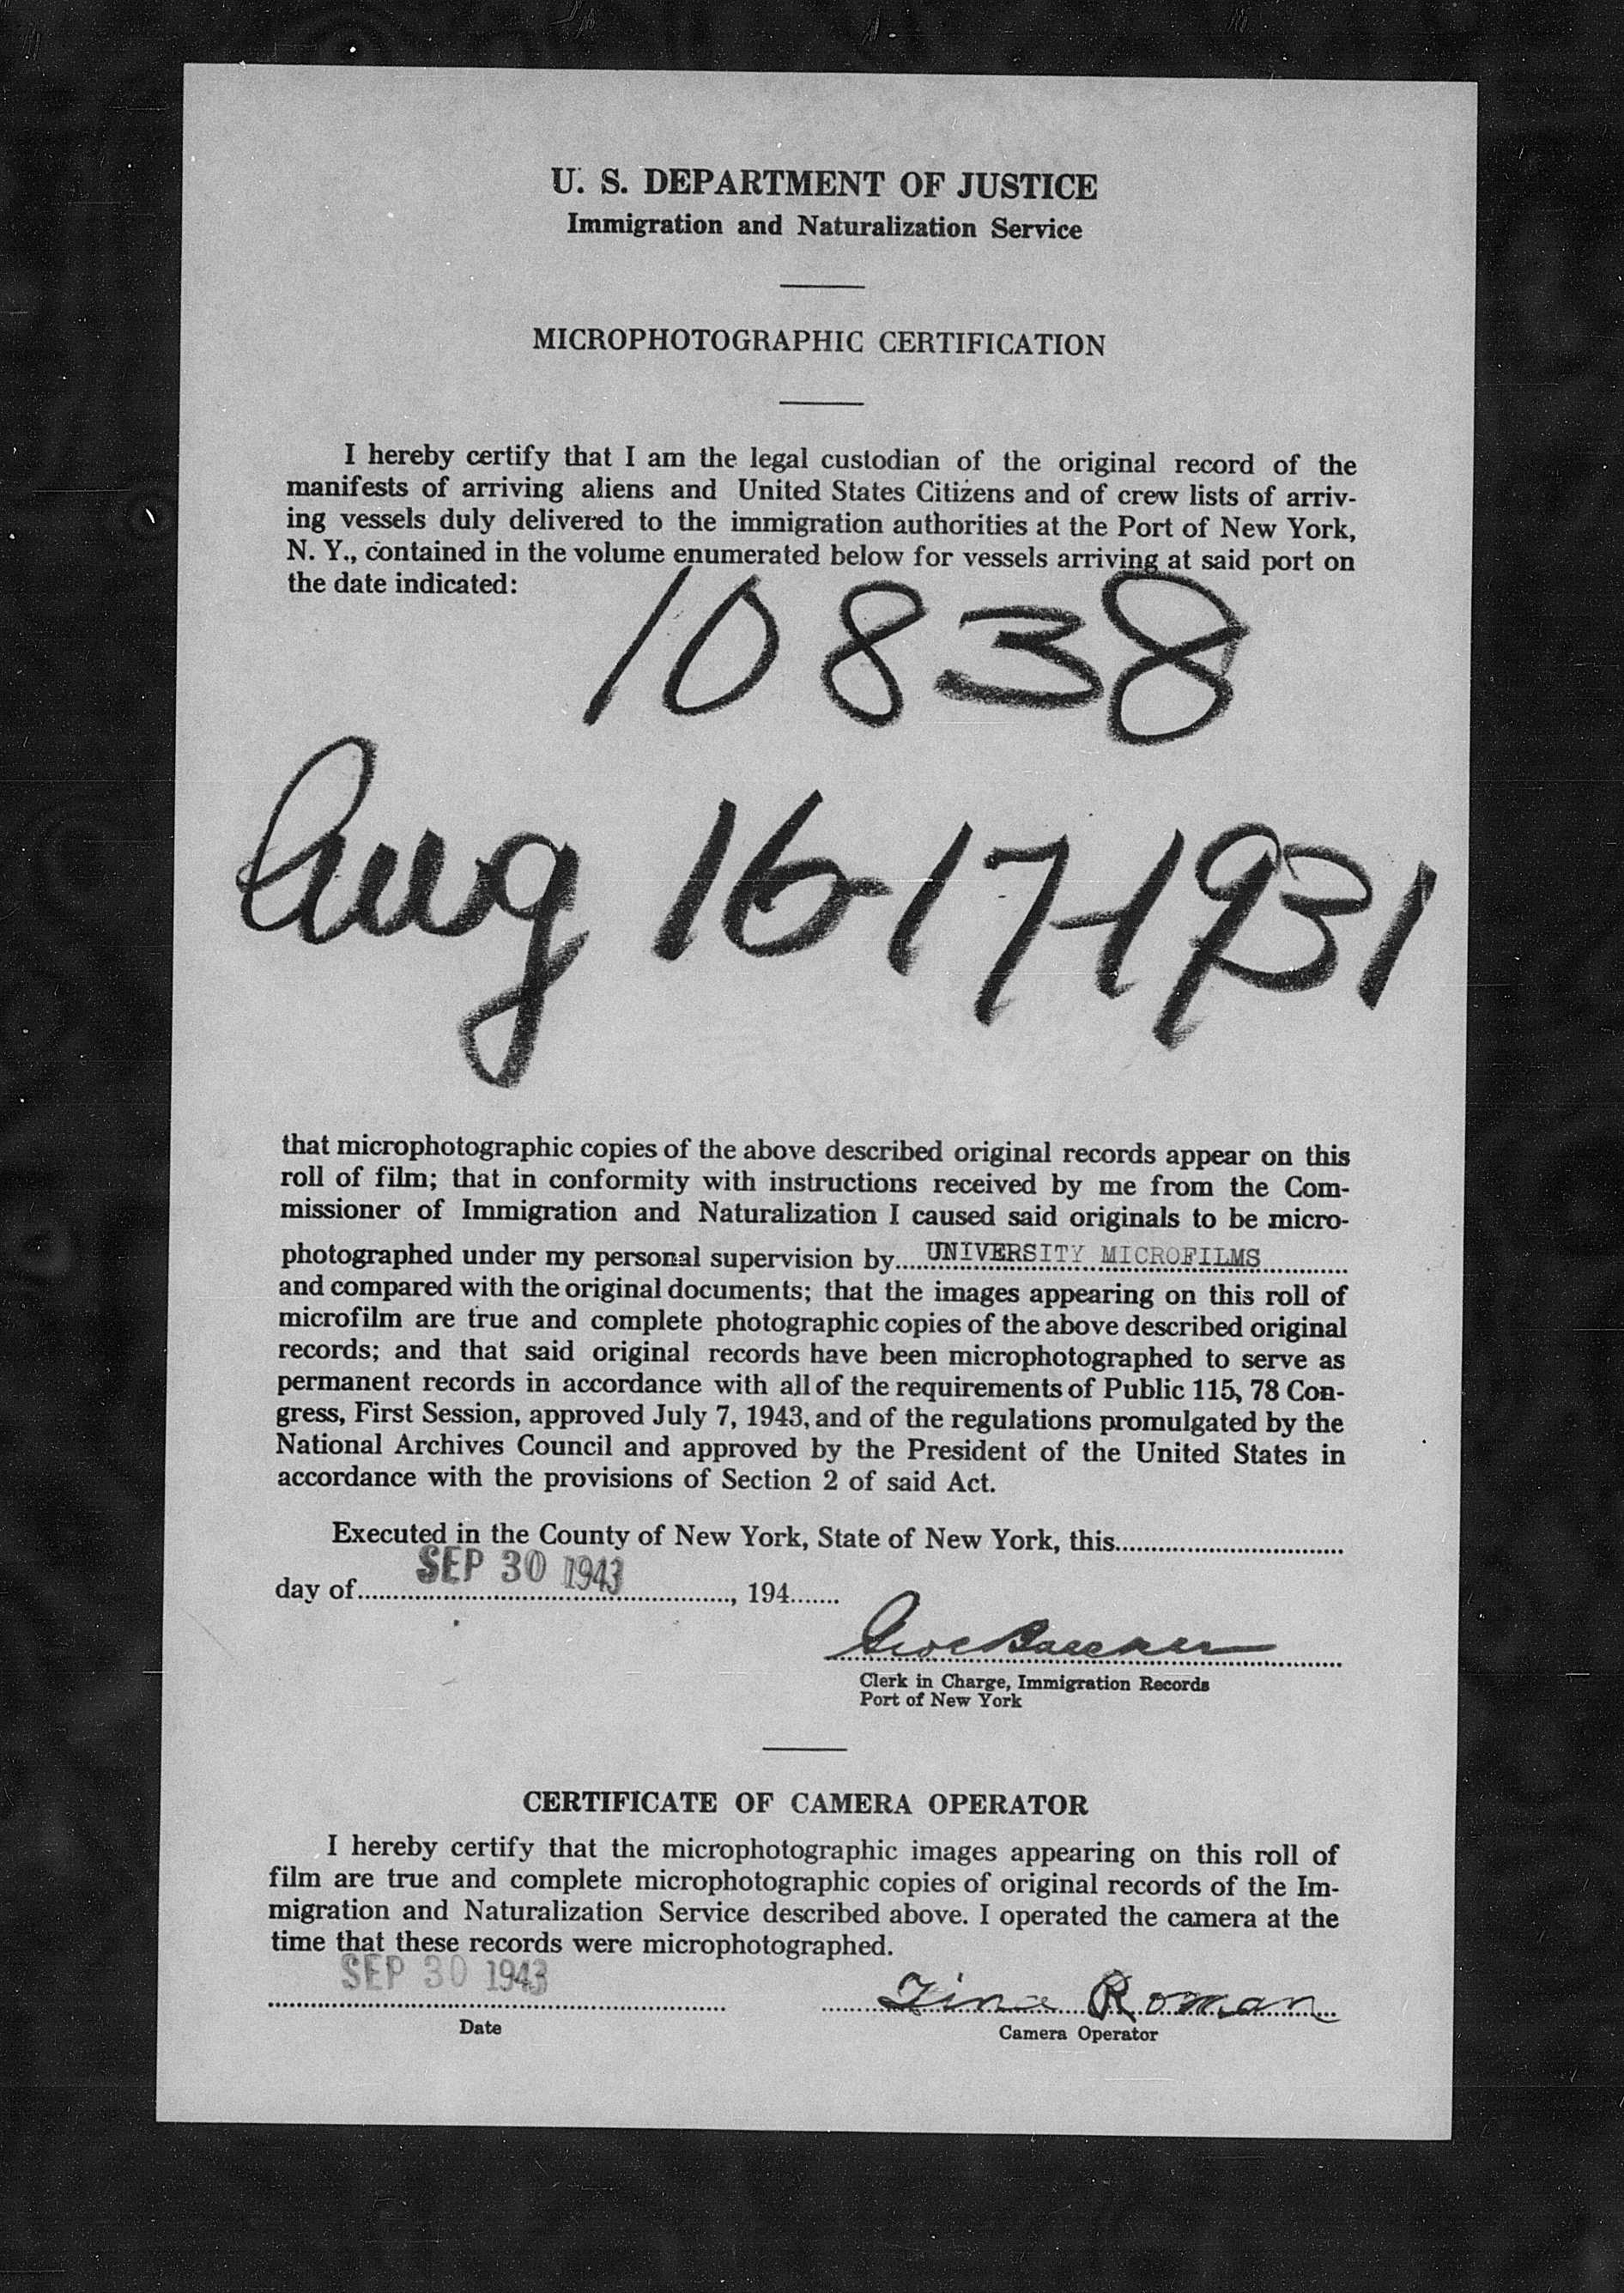 U. S. DEPARTMENT OF JUSTICE
Immigration and Naturalization Service
MICROPHOTOGRAPHIC CERTIFICATION
I hereby certify that I am the legal custodian of the original record of the
manifests of arriving aliens and United States Citizens and of crew lists of arriv-
ing vessels duly delivered to the immigration authorities at the Port of New York,
N. Y., contained in the volume enumerated below for vessels arriving at said port on
the date indicated:
10838
Aug 16-17-1931
that microphotographic copies of the above described original records appear on this
roll of film; that in conformity with instructions received by me from the Com-
missioner of Immigration and Naturalization I caused said originals to be micro-
photographed under my personal supervision by UNIVERSITY MICROFILMS
and compared with the original documents; that the images appearing on this roll of
microfilm are true and complete photographic copies of the above described original
records; and that said original records have been microphotographed to serve as
permanent records in accordance with all of the requirements of Public 115, 78 Con-
gress, First Session, approved July 7, 1943, and of the regulations promulgated by the
National Archives Council and approved by the President of the United States in
accordance with the provisions of Section 2 of said Act.
Executed in the County of New York, State of New York, this
day of SEP 30 1943, 194
Clerk in Charge, Immigration Records
Port of New York
CERTIFICATE OF CAMERA OPERATOR
I hereby certify that the microphotographic images appearing on this roll of
film are true and complete microphotographic copies of original records of the Im-
migration and Naturalization Service described above. I operated the camera at the
time that these records were microphotographed.
SEP 30 1943 Tina Roman
Date Camera Operator